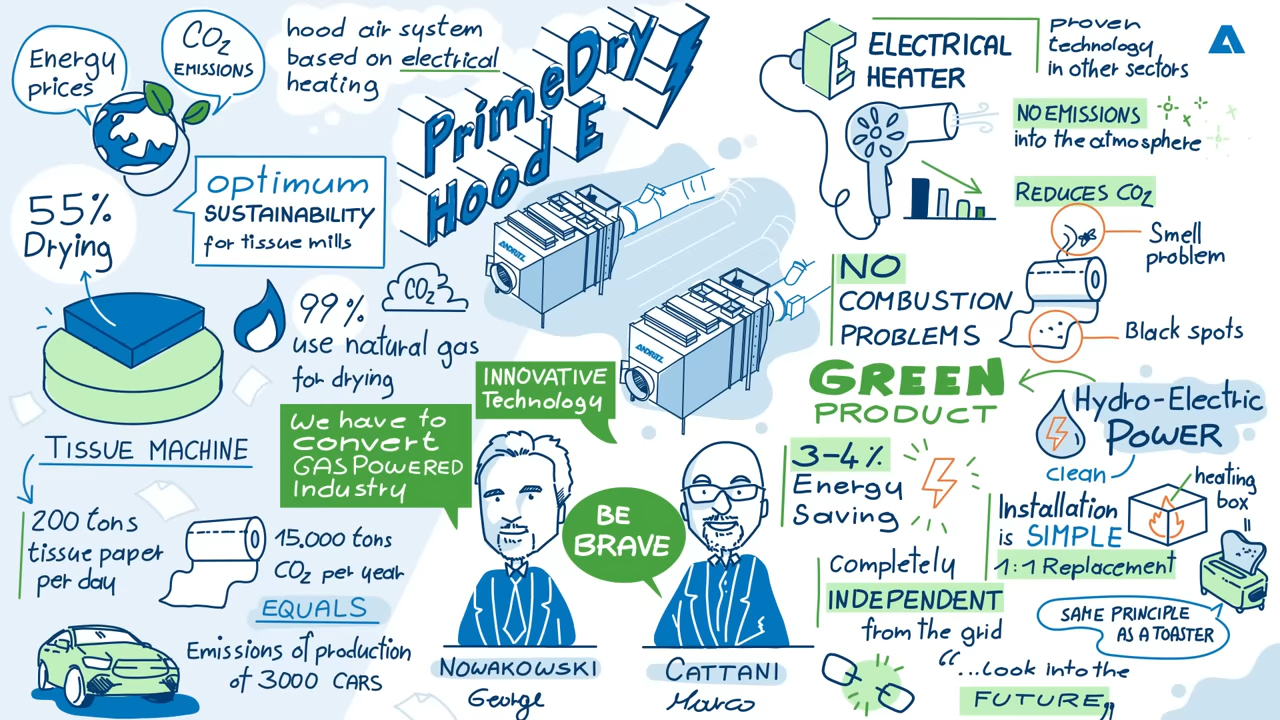 Energy
prices
CO₂
EMISSIONS
hood air system
based on electrical
heating
PrimeDry
Hood E
optimum
SUSTAINABILITY
for tissue mills
55%
Drying
99%
use natural gas
for drying
CO₂
ANDRITZ
ANDRITZ
INNOVATIVE
Technology
We have to
convert
GAS POWERED
Industry
TISSUE MACHINE
200 tons
tissue paper
per day
15.000 tons
CO₂ per year
EQUALS
Emissions of production
of 3000 CARS
BE
BRAVE
NOWAKOWSKI
George
CATTANI
Marco
E
ELECTRICAL
HEATER
proven
technology
in other sectors
NO EMISSIONS
into the atmosphere
REDUCES CO₂
NO
COMBUSTION
PROBLEMS
Smell
problem
Black spots
GREEN
PRODUCT
Hydro-Electric
POWER
clean
3-4%
Energy
Saving
Installation
is SIMPLE
1:1 Replacement
heating
box
=
SAME PRINCIPLE
AS A TOASTER
Completely
INDEPENDENT
from the grid
“...Look into the
FUTURE„